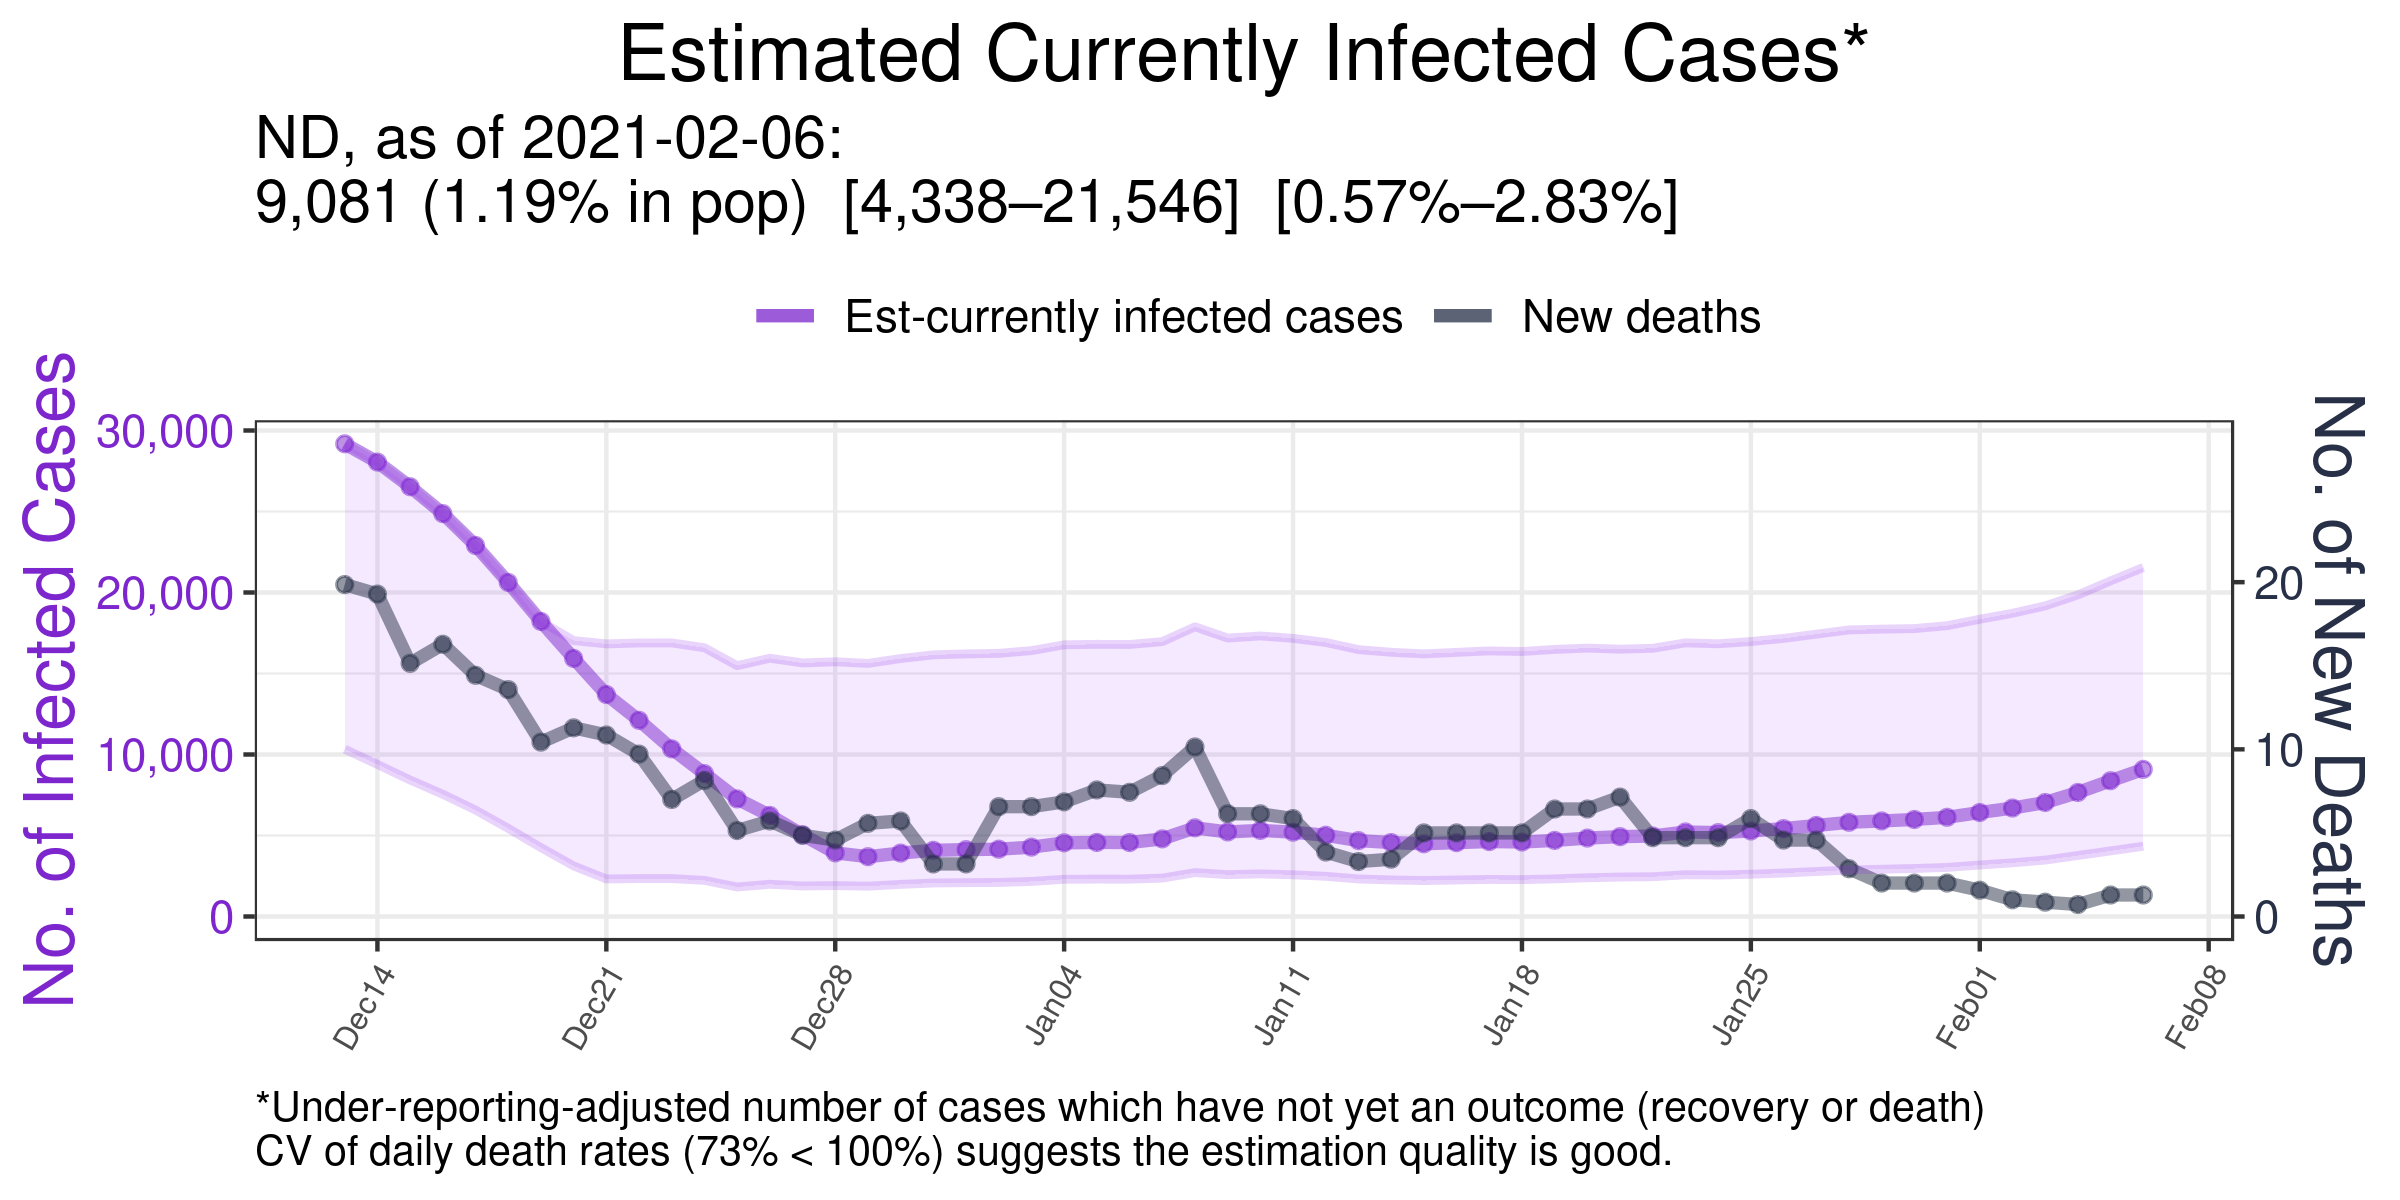 Estimated Currently Infected Cases*
ND, as of 2021-02-06:
9,081 (1.19% in pop) [4,338–21,546] [0.57%–2.83%]
Est-currently infected cases New deaths
No. of Infected Cases
30,000
20,000
10,000
0
20
10
0
No. of New Deaths
Dec14 Dec21 Dec28 Jan04 Jan11 Jan18 Jan25 Feb01 Feb08
*Under-reporting-adjusted number of cases which have not yet an outcome (recovery or death)
CV of daily death rates (73% < 100%) suggests the estimation quality is good.